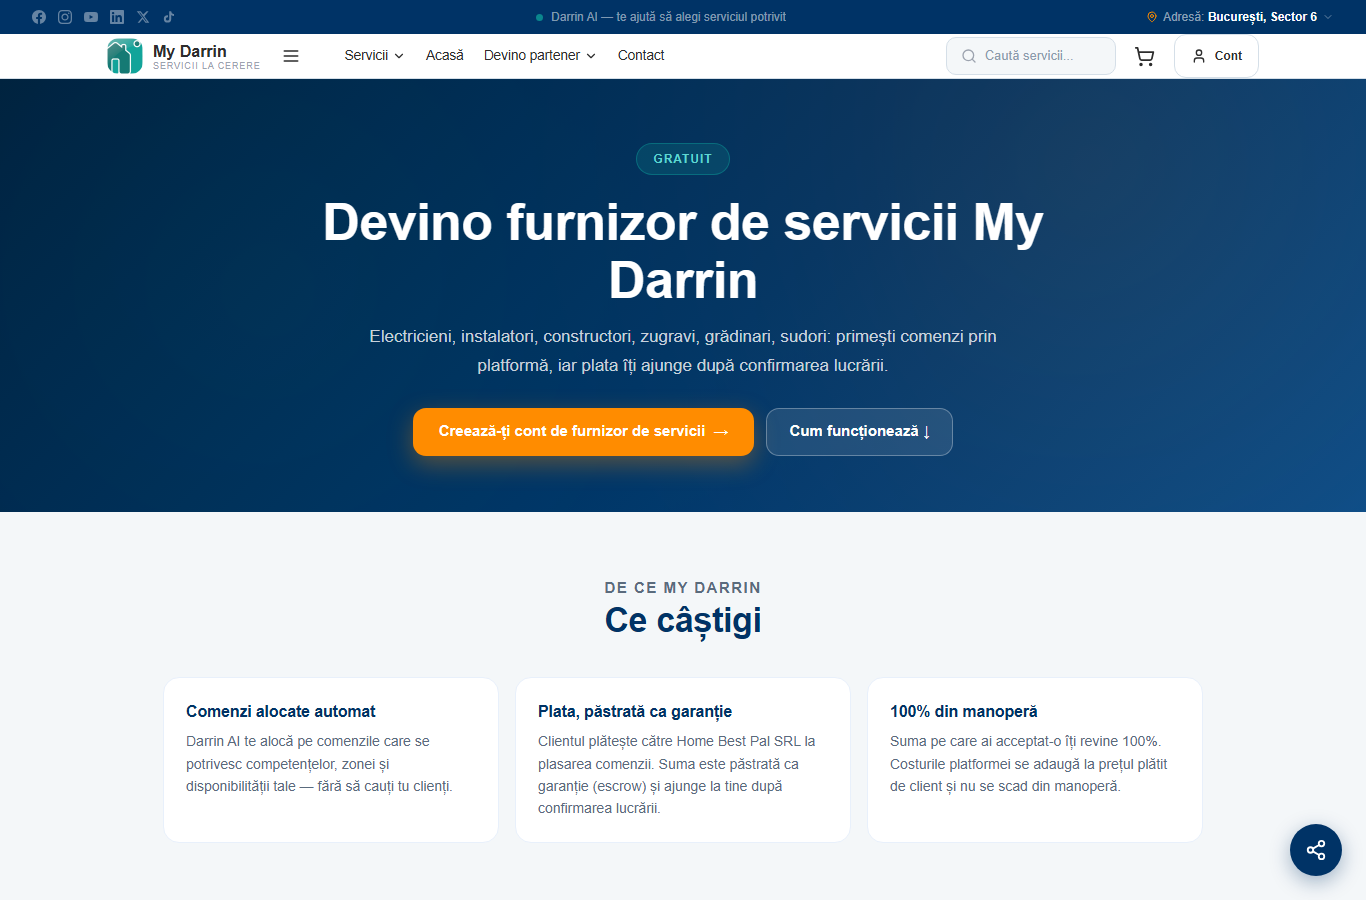 Darrin AI — te ajută să alegi serviciul potrivit
Adresă: București, Sector 6
My Darrin
SERVICII LA CERERE
Servicii
Acasă
Devino partener
Contact
Caută servicii...
Cont
GRATUIT
Devino furnizor de servicii My
Darrin
Electricieni, instalatori, constructori, zugravi, grădinari, sudori: primești comenzi prin
platformă, iar plata îți ajunge după confirmarea lucrării.
Creează-ți cont de furnizor de servicii →
Cum funcționează ↓
DE CE MY DARRIN
Ce câștigi
Comenzi alocate automat
Darrin AI te alocă pe comenzile care se
potrivesc competențelor, zonei și
disponibilității tale — fără să cauți tu clienți.
Plata, păstrată ca garanție
Clientul plătește către Home Best Pal SRL la
plasarea comenzii. Suma este păstrată ca
garanție (escrow) și ajunge la tine după
confirmarea lucrării.
100% din manoperă
Suma pe care ai acceptat-o îți revine 100%.
Costurile platformei se adaugă la prețul plătit
de client și nu se scad din manoperă.